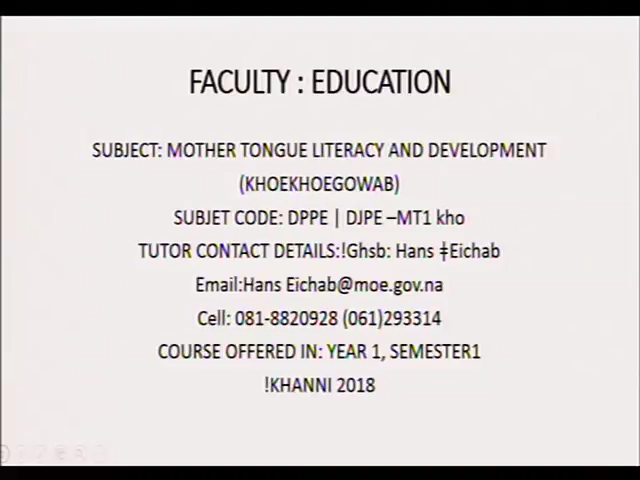 FACULTY : EDUCATION
SUBJECT: MOTHER TONGUE LITERACY AND DEVELOPMENT
(KHOEKHOEGOWAB)
SUBJET CODE: DPPE | DJPE –MT1 kho
TUTOR CONTACT DETAILS:!Ghsb: Hans ǂEichab
Email:Hans Eichab@moe.gov.na
Cell: 081-8820928 (061)293314
COURSE OFFERED IN: YEAR 1, SEMESTER1
!KHANNI 2018